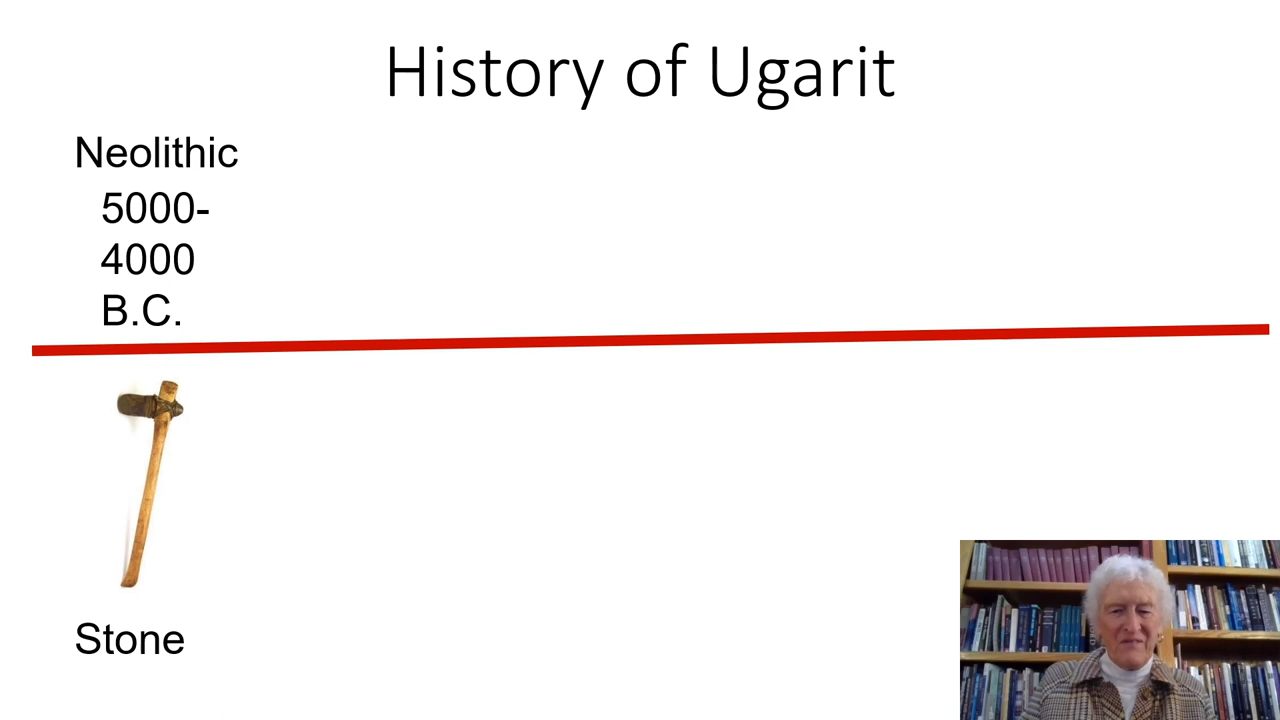 History of Ugarit
Neolithic
5000-
4000
B.C.
Stone